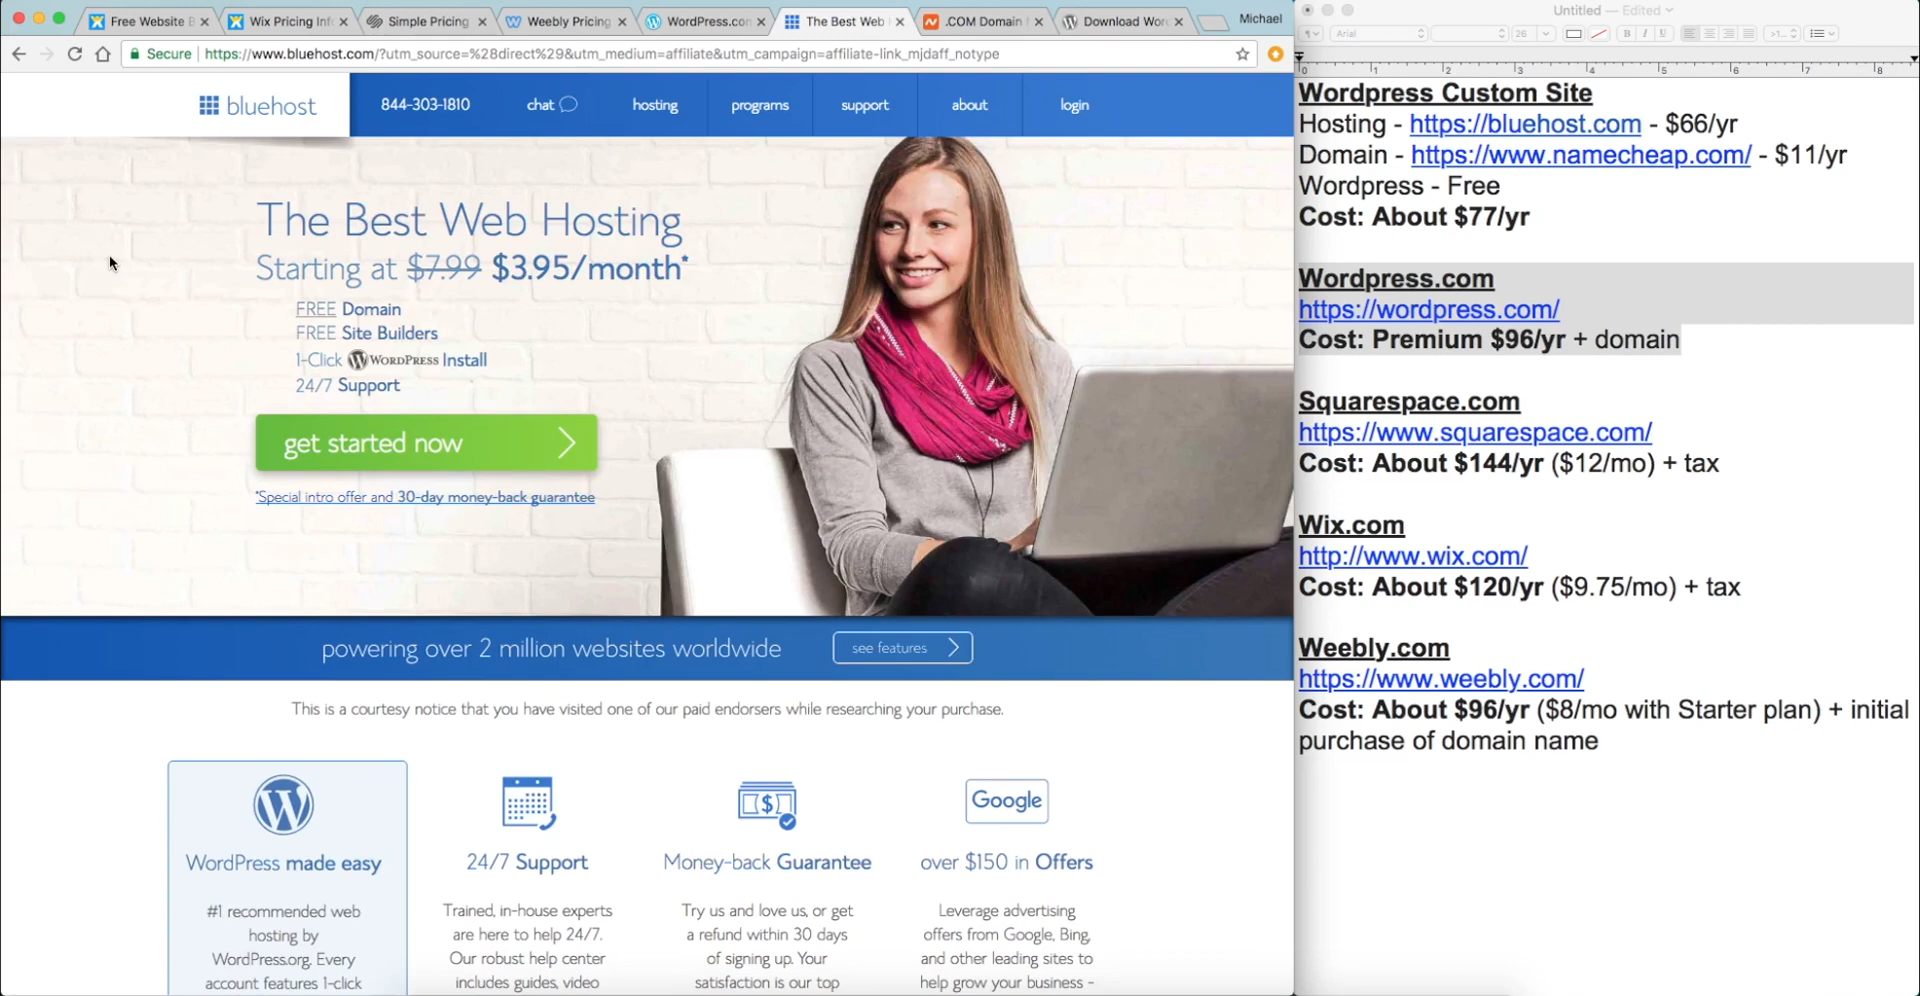 Free Website B
Wix Pricing Inf
Simple Pricing
Weebly Pricing
WordPress.com
The Best Web
.COM Domain
Download Wor
Michael
Secure
https://www.bluehost.com/?utm_source=%28direct%29&utm_medium=affiliate&utm_campaign=affiliate-link_mjdaff_notype
bluehost
844-303-1810
chat
hosting
programs
support
about
login
The Best Web Hosting
Starting at $7.99 $3.95/month*
FREE Domain
FREE Site Builders
1-Click WORDPRESS Install
24/7 Support
get started now
*Special intro offer and 30-day money-back guarantee
powering over 2 million websites worldwide
see features
This is a courtesy notice that you have visited one of our paid endorsers while researching your purchase.
WordPress made easy
#1 recommended web
hosting by
WordPress.org. Every
account features 1-click
24/7 Support
Trained, in-house experts
are here to help 24/7.
Our robust help center
includes guides, video
Money-back Guarantee
Try us and love us, or get
a refund within 30 days
of signing up. Your
satisfaction is our top
Google
over $150 in Offers
Leverage advertising
offers from Google, Bing,
and other leading sites to
help grow your business -
Untitled — Edited
Arial
26
B I U
0 1 2 3 4 5 6 7 8
Wordpress Custom Site
Hosting - https://bluehost.com - $66/yr
Domain - https://www.namecheap.com/ - $11/yr
Wordpress - Free
Cost: About $77/yr
Wordpress.com
https://wordpress.com/
Cost: Premium $96/yr + domain
Squarespace.com
https://www.squarespace.com/
Cost: About $144/yr ($12/mo) + tax
Wix.com
http://www.wix.com/
Cost: About $120/yr ($9.75/mo) + tax
Weebly.com
https://www.weebly.com/
Cost: About $96/yr ($8/mo with Starter plan) + initial
purchase of domain name